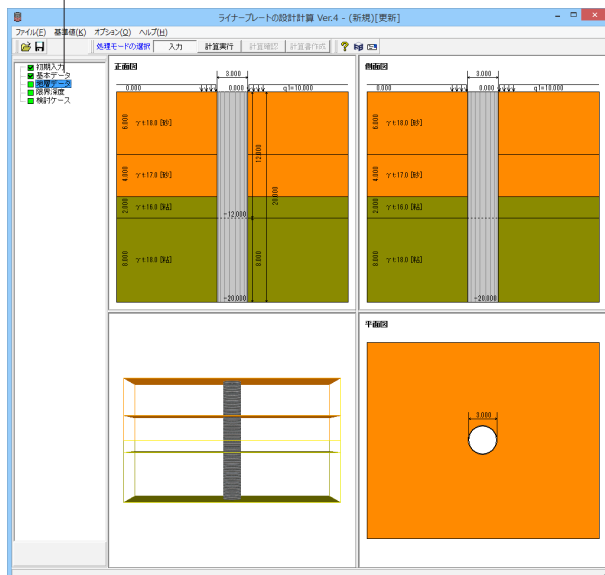 ライナープレートの設計計算 Ver.4 - (新規)[更新]
ファイル(F) 基準値(K) オプション(O) ヘルプ(H)
処理モードの選択 入力 計算実行 計算確認 計算書作成
初期入力
基本データ
地層データ
限界深度
検討ケース
正面図
3.000
0.000 0.000 q1=10.000
6.000 γt:18.0 [砂]
12.000
4.000 γt:17.0 [砂]
20.000
2.000 γt:16.0 [粘]
-12.000
8.000 γt:18.0 [粘]
8.000
-20.000
側面図
3.000
0.000 0.000 q1=10.000
6.000 γt:18.0 [砂]
4.000 γt:17.0 [砂]
2.000 γt:16.0 [粘]
8.000 γt:18.0 [粘]
-20.000
平面図
3.000